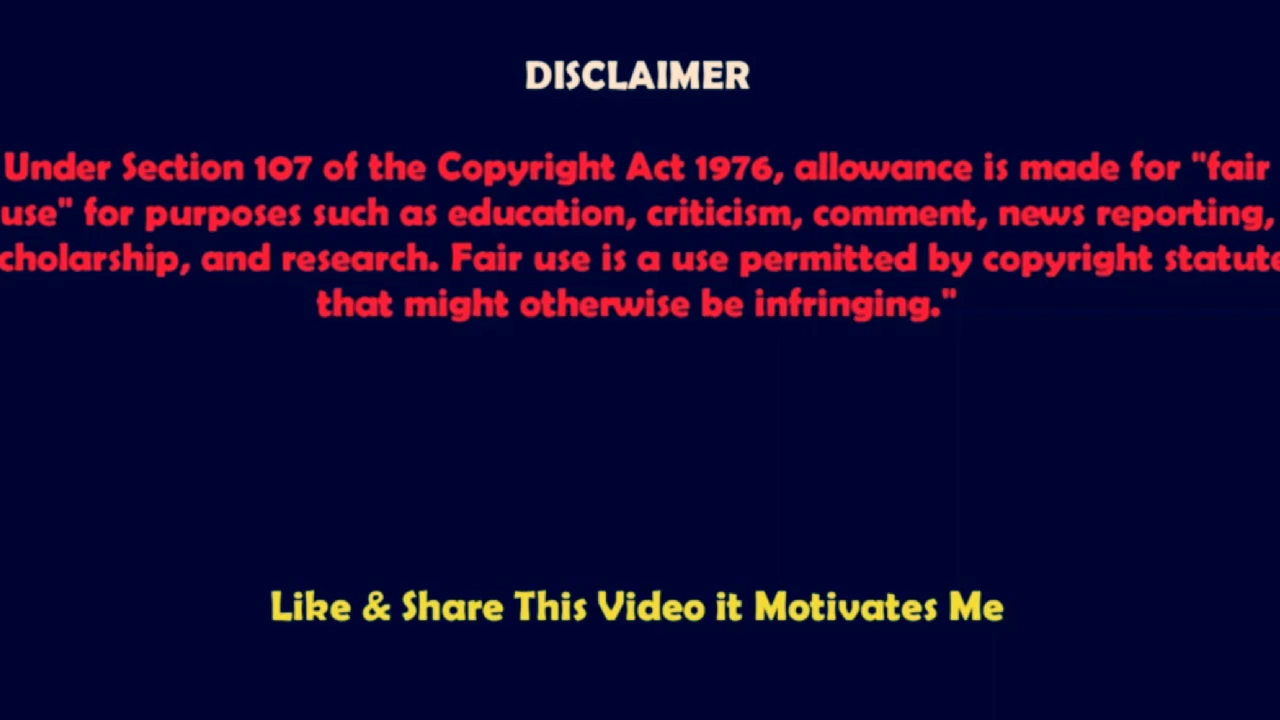 DISCLAIMER
Under Section 107 of the Copyright Act 1976, allowance is made for "fair
use" for purposes such as education, criticism, comment, news reporting,
cholarship, and research. Fair use is a use permitted by copyright statute
that might otherwise be infringing."
Like & Share This Video it Motivates Me